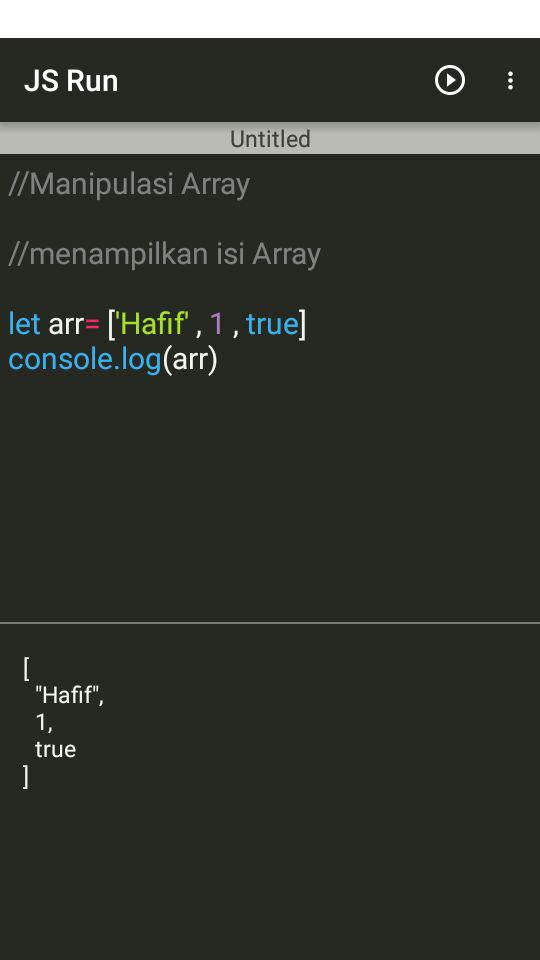 JS Run
Untitled
//Manipulasi Array
//menampilkan isi Array
let arr= ['Hafif' , 1 , true]
console.log(arr)
[
"Hafif",
1,
true
]